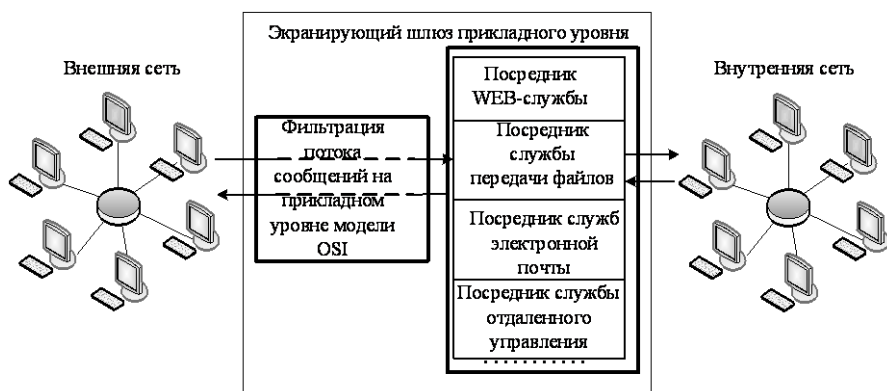 Экранирующий шлюз прикладного уровня
Внешняя сеть
Фильтрация
потока
сообщений на
прикладном
уровне модели
OSI
Посредник
WEB-службы
Посредник
службы
передачи файлов
Посредник служб
электронной
почты
Посредник службы
отдаленного
управления
..........
Внутренняя сеть